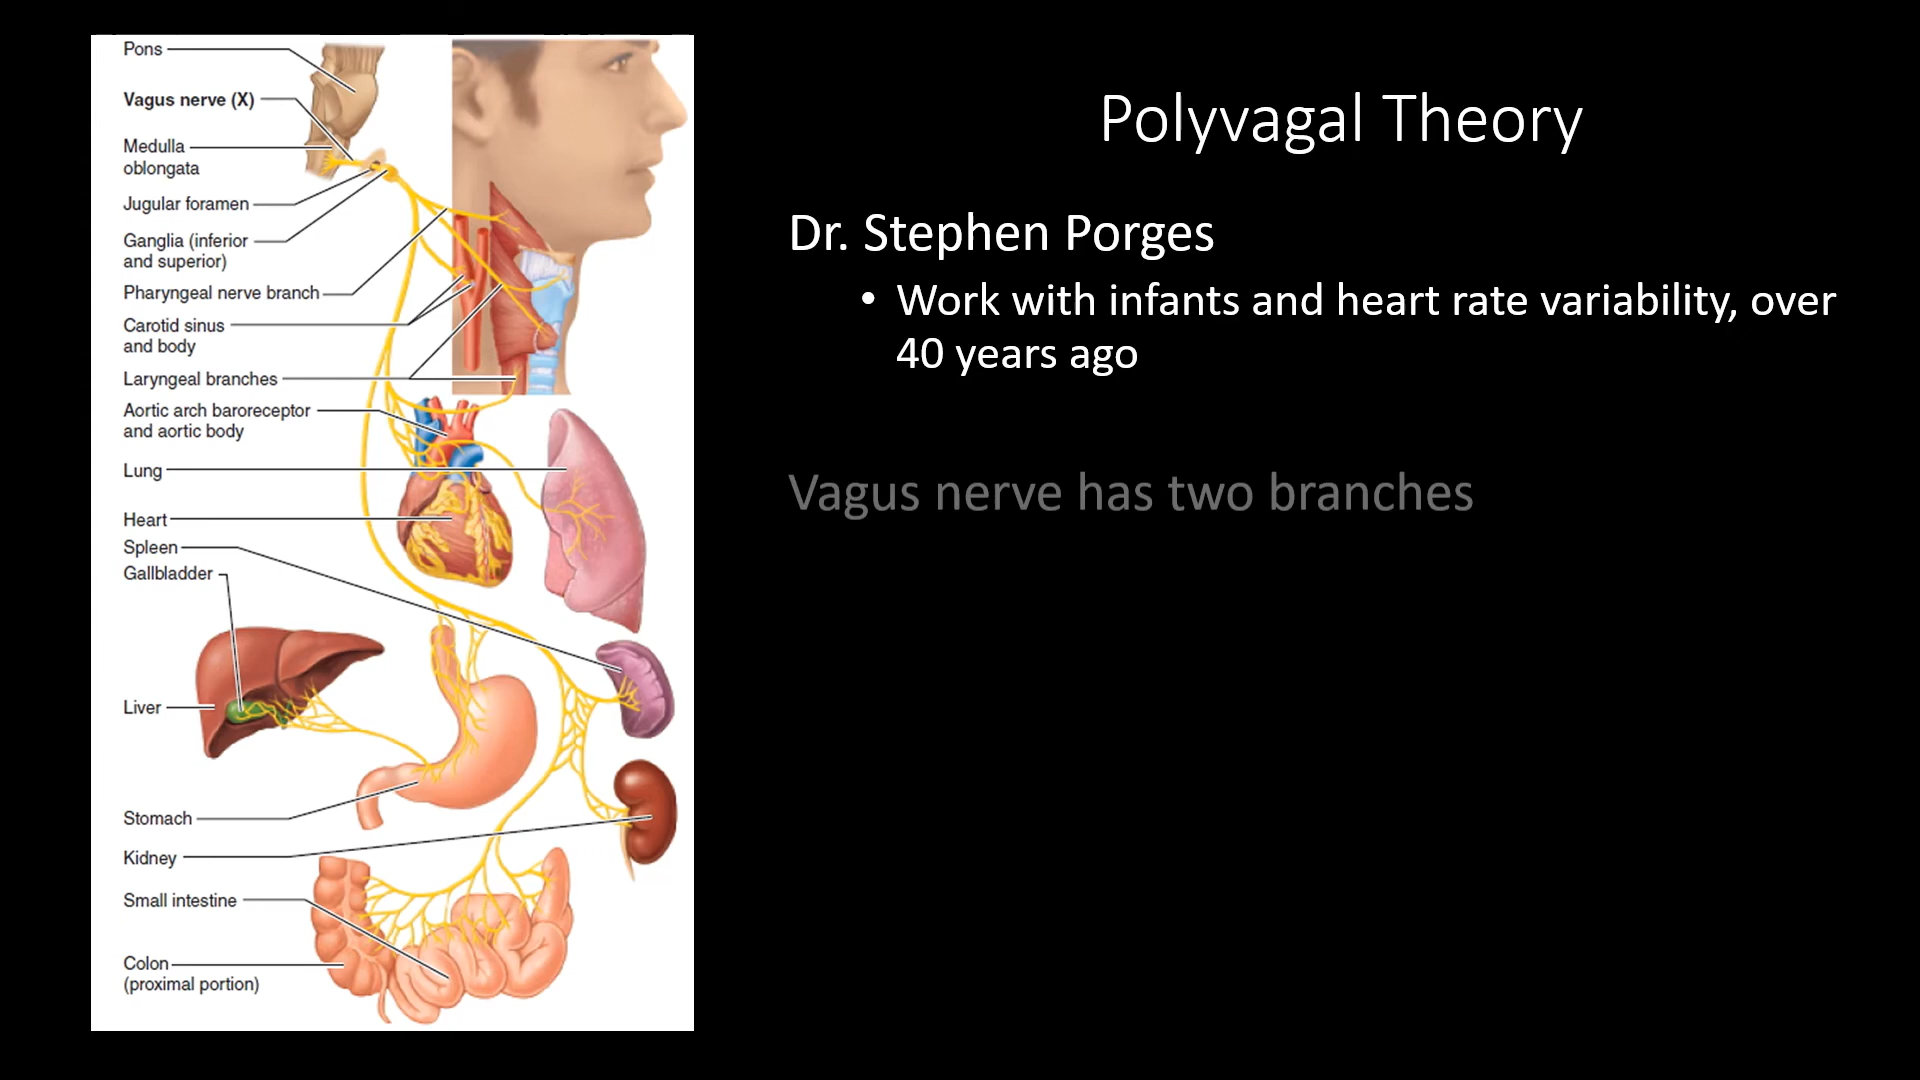 Pons
Vagus nerve (X)
Medulla
oblongata
Jugular foramen
Ganglia (inferior
and superior)
Pharyngeal nerve branch
Carotid sinus
and body
Laryngeal branches
Aortic arch baroreceptor
and aortic body
Lung
Heart
Spleen
Gallbladder
Liver
Stomach
Kidney
Small intestine
Colon
(proximal portion)
Polyvagal Theory
Dr. Stephen Porges
• Work with infants and heart rate variability, over
40 years ago
Vagus nerve has two branches